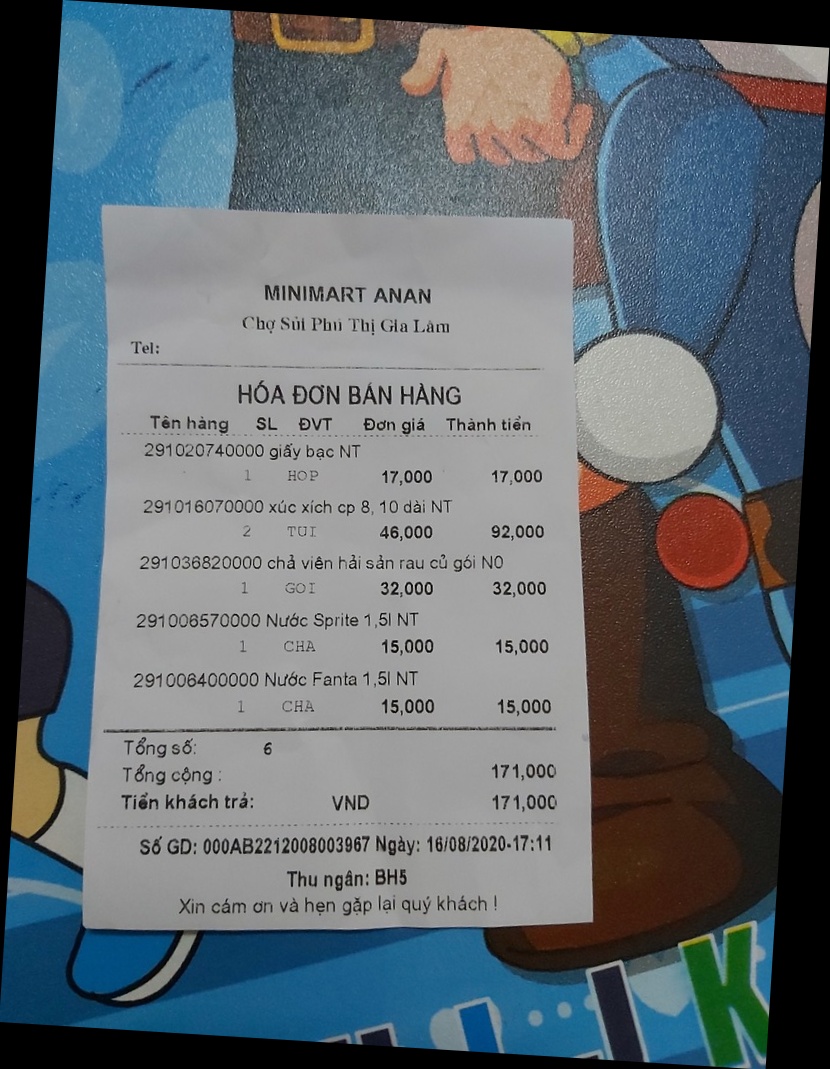 MINIMART ANAN
Chợ Sủi Phú Thị Gia Lâm
Tel:
HÓA ĐƠN BÁN HÀNG
Tên hàng SL ĐVT Đơn giá Thành tiền
291020740000 giấy bạc NT
1 HOP 17,000 17,000
291016070000 xúc xích cp 8, 10 dài NT
2 TUI 46,000 92,000
291036820000 chả viên hải sản rau củ gói N0
1 GOI 32,000 32,000
291006570000 Nước Sprite 1,5l NT
1 CHA 15,000 15,000
291006400000 Nước Fanta 1,5l NT
1 CHA 15,000 15,000
Tổng số: 6
Tổng cộng : 171,000
Tiền khách trả: VND 171,000
Số GD: 000AB2212008003967 Ngày: 16/08/2020-17:11
Thu ngân: BH5
Xin cám ơn và hẹn gặp lại quý khách !